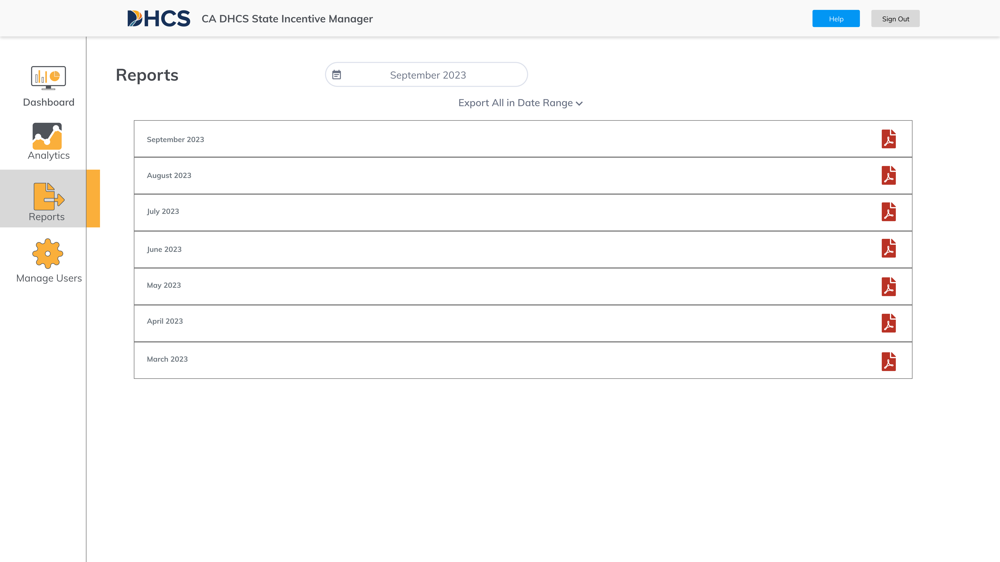 DHCS
CA DHCS State Incentive Manager
Help
Sign Out
Dashboard
Analytics
Reports
Manage Users
Reports
September 2023
Export All in Date Range
September 2023
August 2023
July 2023
June 2023
May 2023
April 2023
March 2023